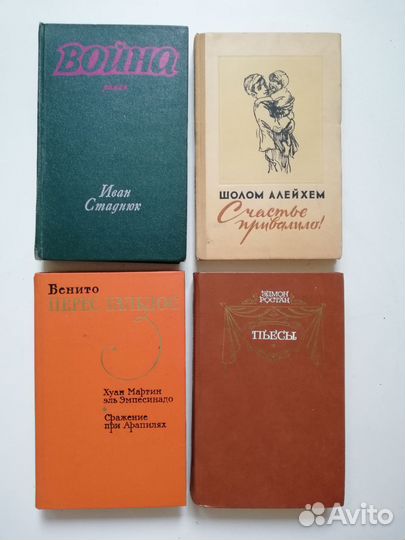 ВОЙНА
роман
Иван
Стаднюк
ШОЛОМ АЛЕЙХЕМ
Счастье
привалило!
Бенито
ПЕРЕС ГАЛЬДОС
Хуан Мартин
эль Эмпесинадо
Сражение
при Арапилях
ЭДМОН
РОСТАН
ПЬЕСЫ
Avito